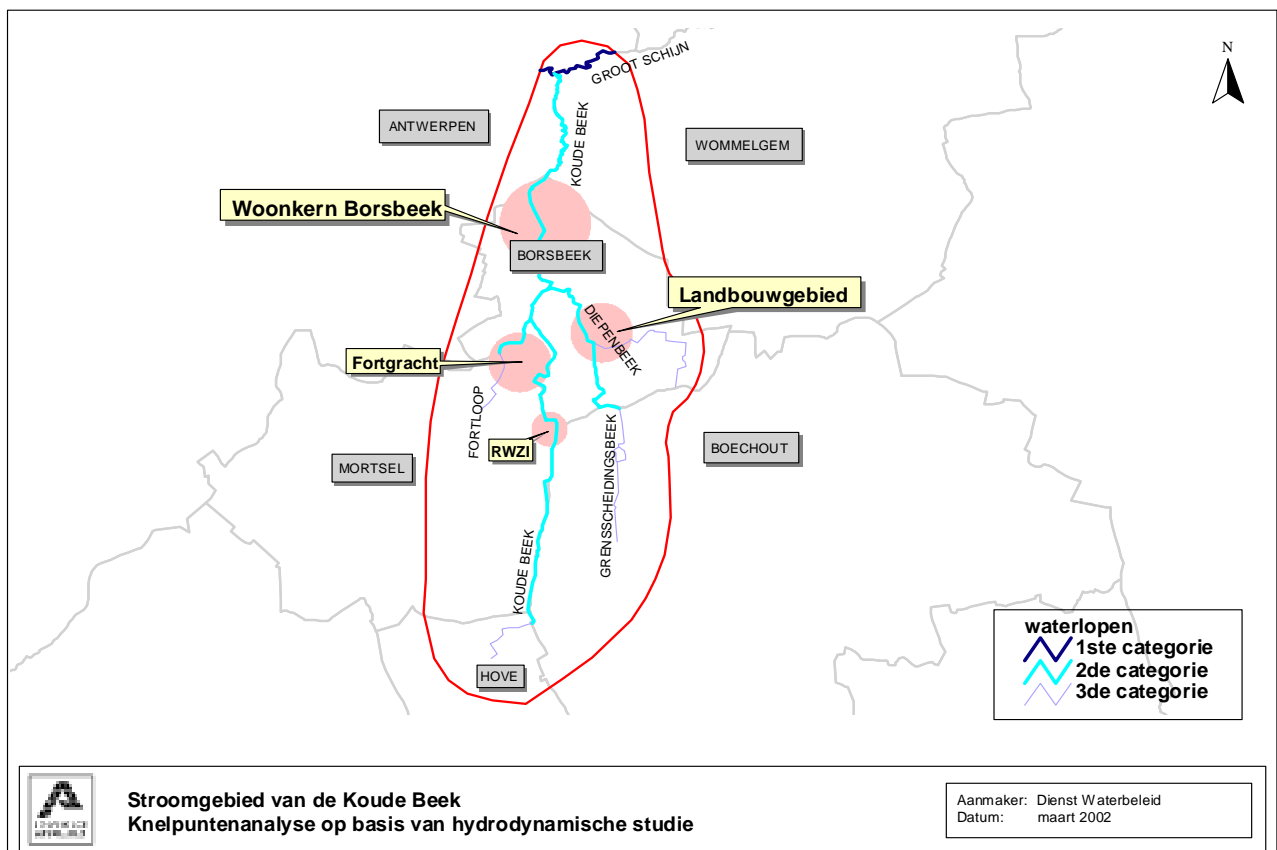 N
GROOT SCHIJN
ANTWERPEN
KOUDE BEEK
WOMMELGEM
Woonkern Borsbeek
BORSBEEK
Landbouwgebied
DIEPENBEEK
Fortgracht
FORTLOOP
RWZI
MORTSEL
GRENSSCHEIDINGSBEEK
BOECHOUT
KOUDE BEEK
HOVE
waterlopen
1ste categorie
2de categorie
3de categorie
Stroomgebied van de Koude Beek
Knelpuntenanalyse op basis van hydrodynamische studie
Aanmaker: Dienst Waterbeleid
Datum: maart 2002